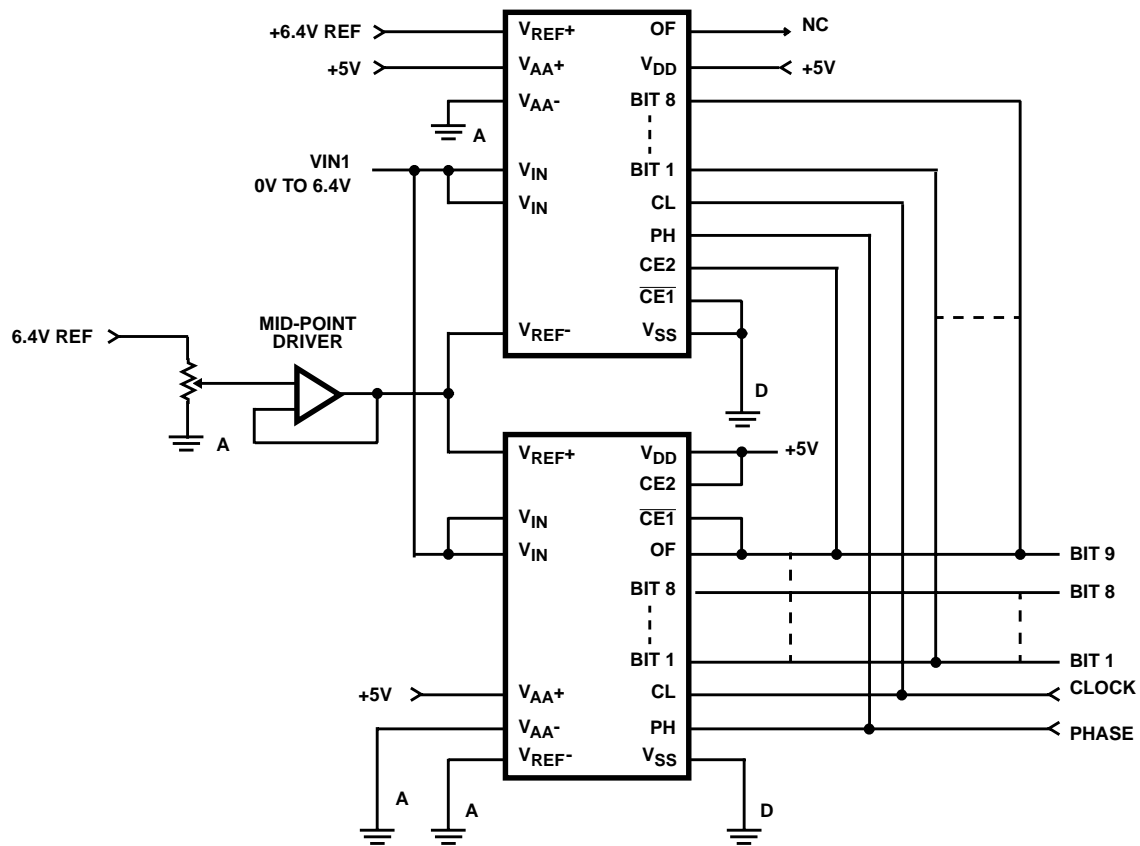 +6.4V REF
+5V
A
VIN1
0V TO 6.4V
VREF+
VAA+
VAA-
VIN
VIN
VREF-
OF
VDD
BIT 8
BIT 1
CL
PH
CE2
CE1
VSS
NC
+5V
D
6.4V REF
MID-POINT
DRIVER
A
VREF+
VIN
VIN
VAA+
VAA-
VREF-
VDD
CE2
CE1
OF
BIT 8
BIT 1
CL
PH
VSS
+5V
+5V
A
A
D
BIT 9
BIT 8
BIT 1
CLOCK
PHASE